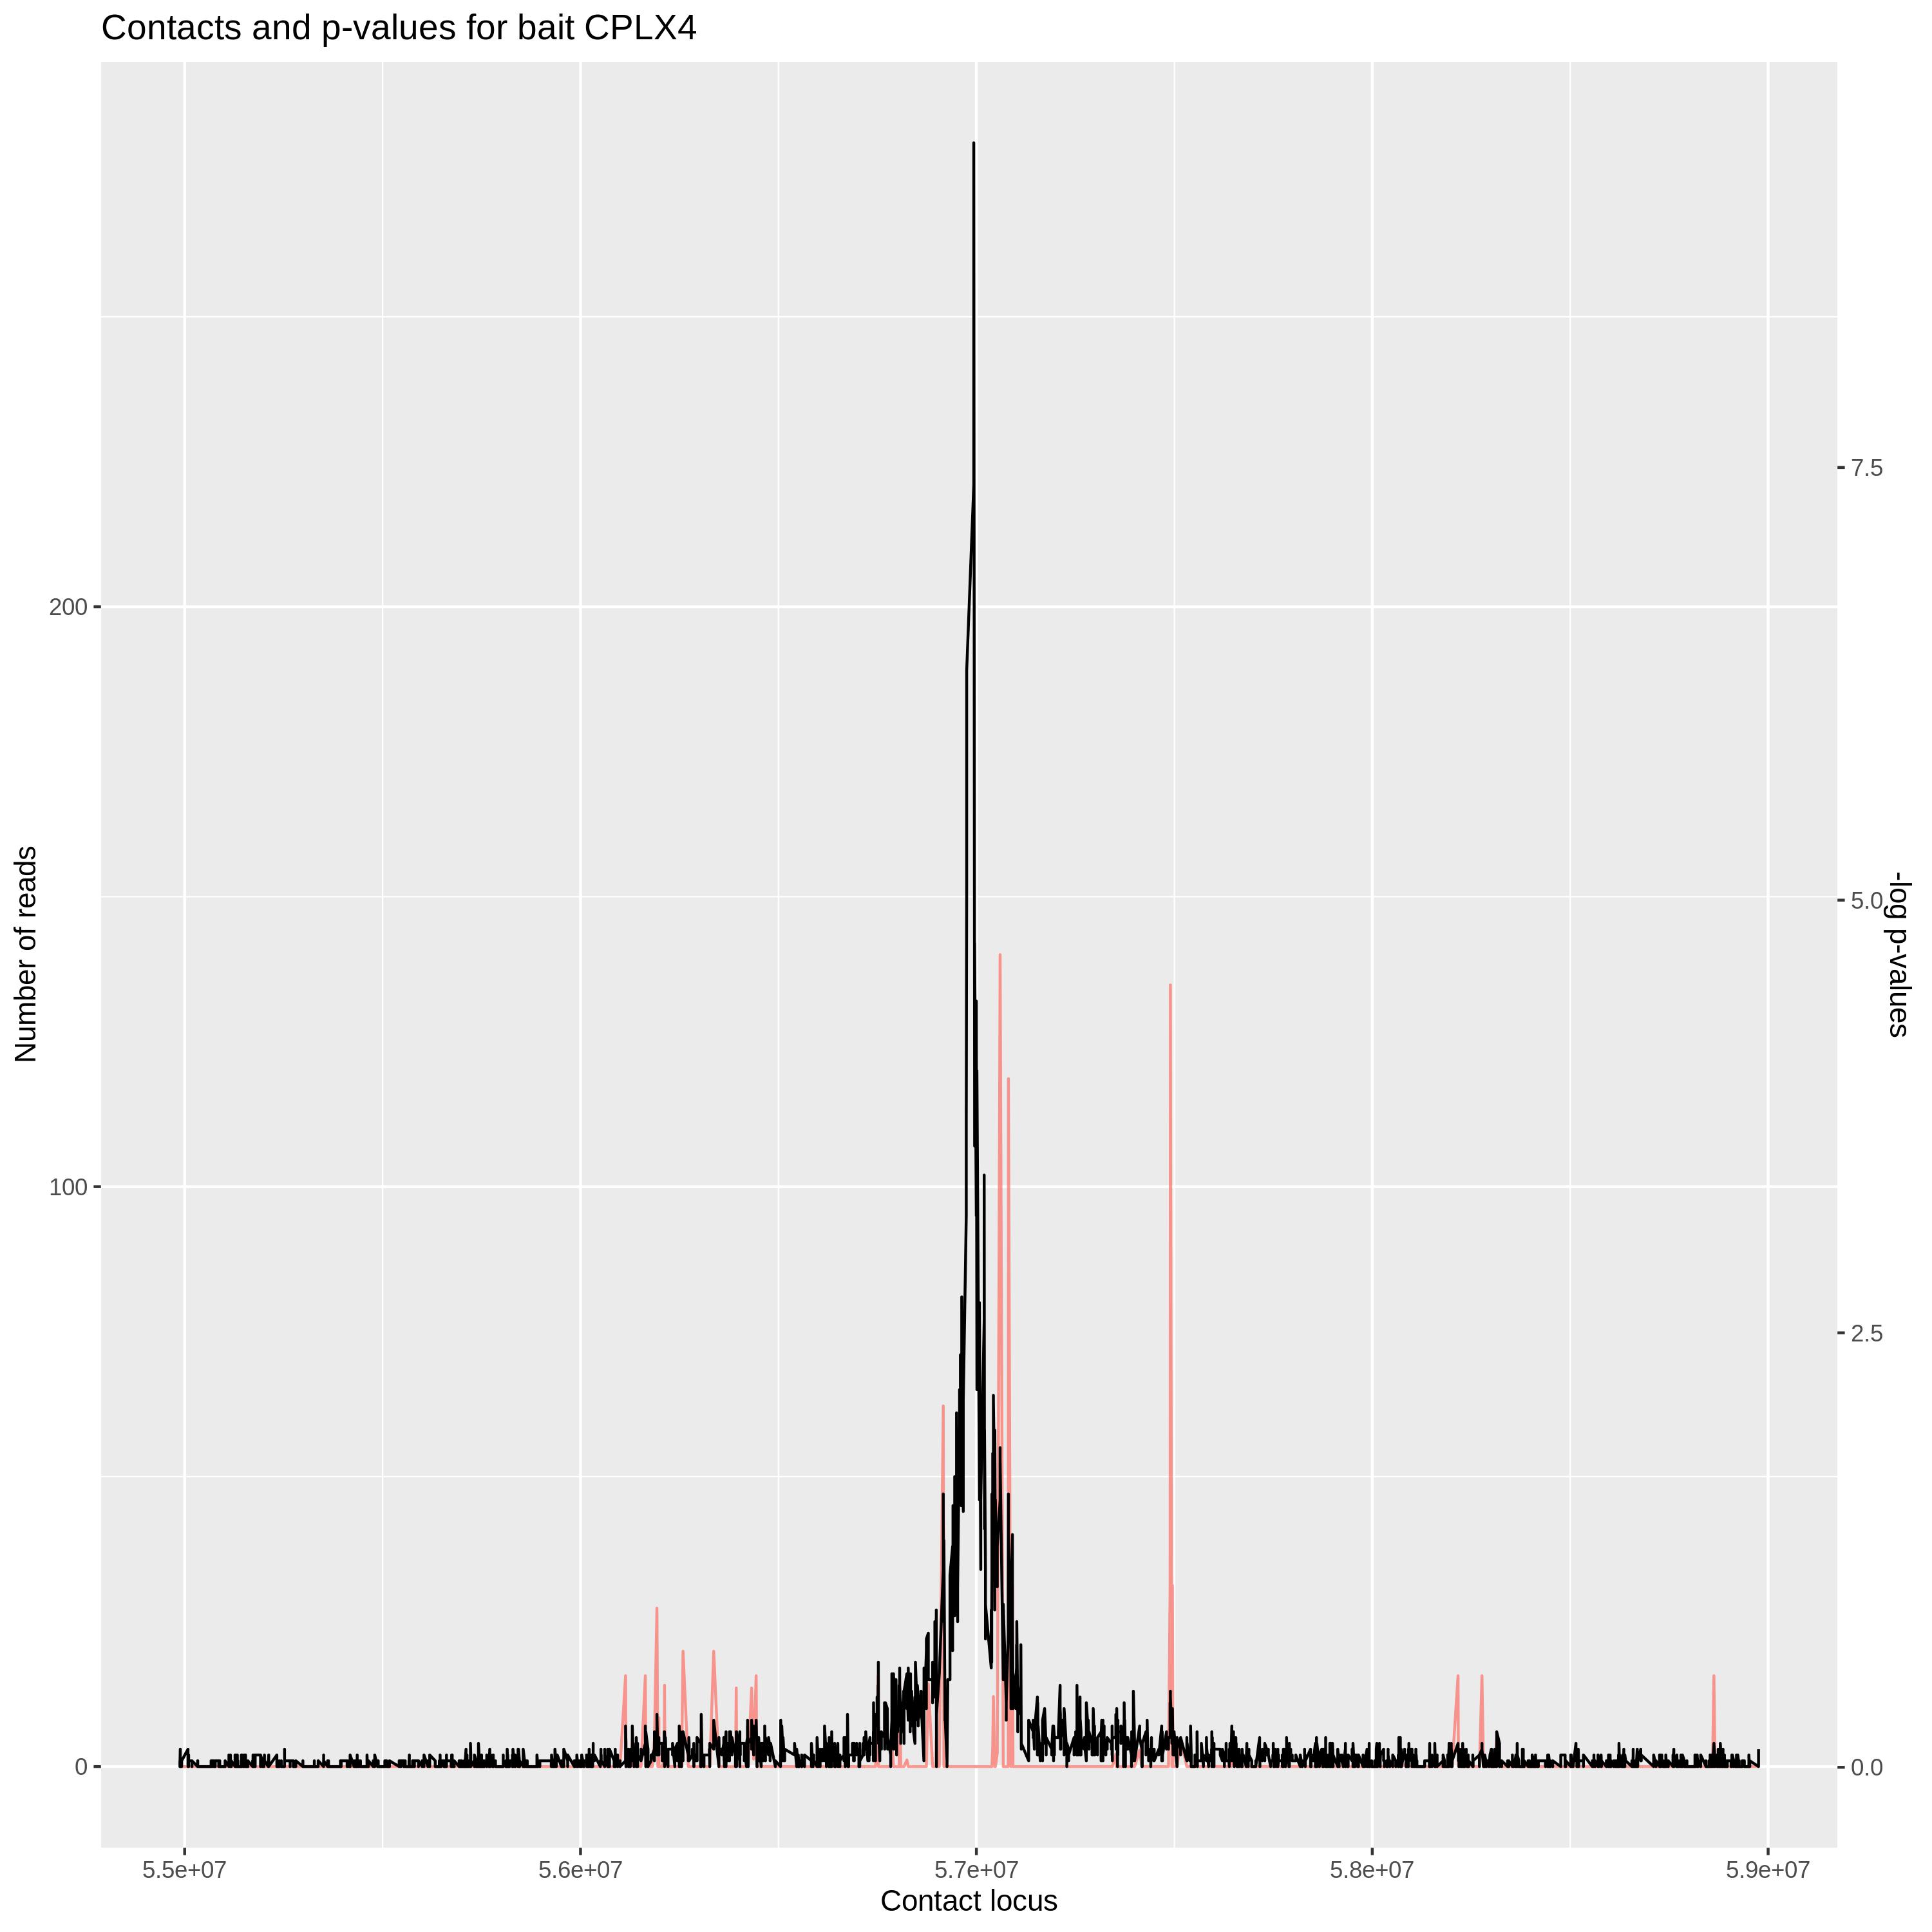 Contacts and p-values for bait CPLX4
Number of reads
200
100
0
7.5
5.0
2.5
0.0
-log p-values
5.5e+07 5.6e+07 5.7e+07 5.8e+07 5.9e+07
Contact locus